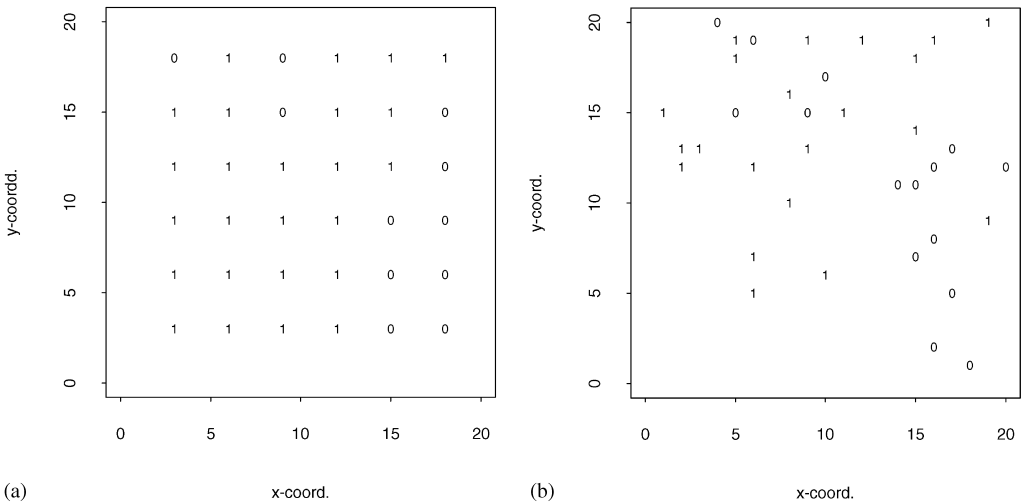 20
0 1 0 1 1 1
15
1 1 0 1 1 0
1 1 1 1 1 0
10
1 1 1 1 0 0
1 1 1 1 0 0
5
1 1 1 1 0 0
0
y-coordd.
0 5 10 15 20
(a) x-coord.
20
0 1
1 0 1 1 1
1 1
0
1
15
1 0 0 1
1
1 1 1 0
1 1 0 0
0 0
10
1
1
0
1 0
1
5
1 0
0
0
0
y-coord.
0 5 10 15 20
(b) x-coord.